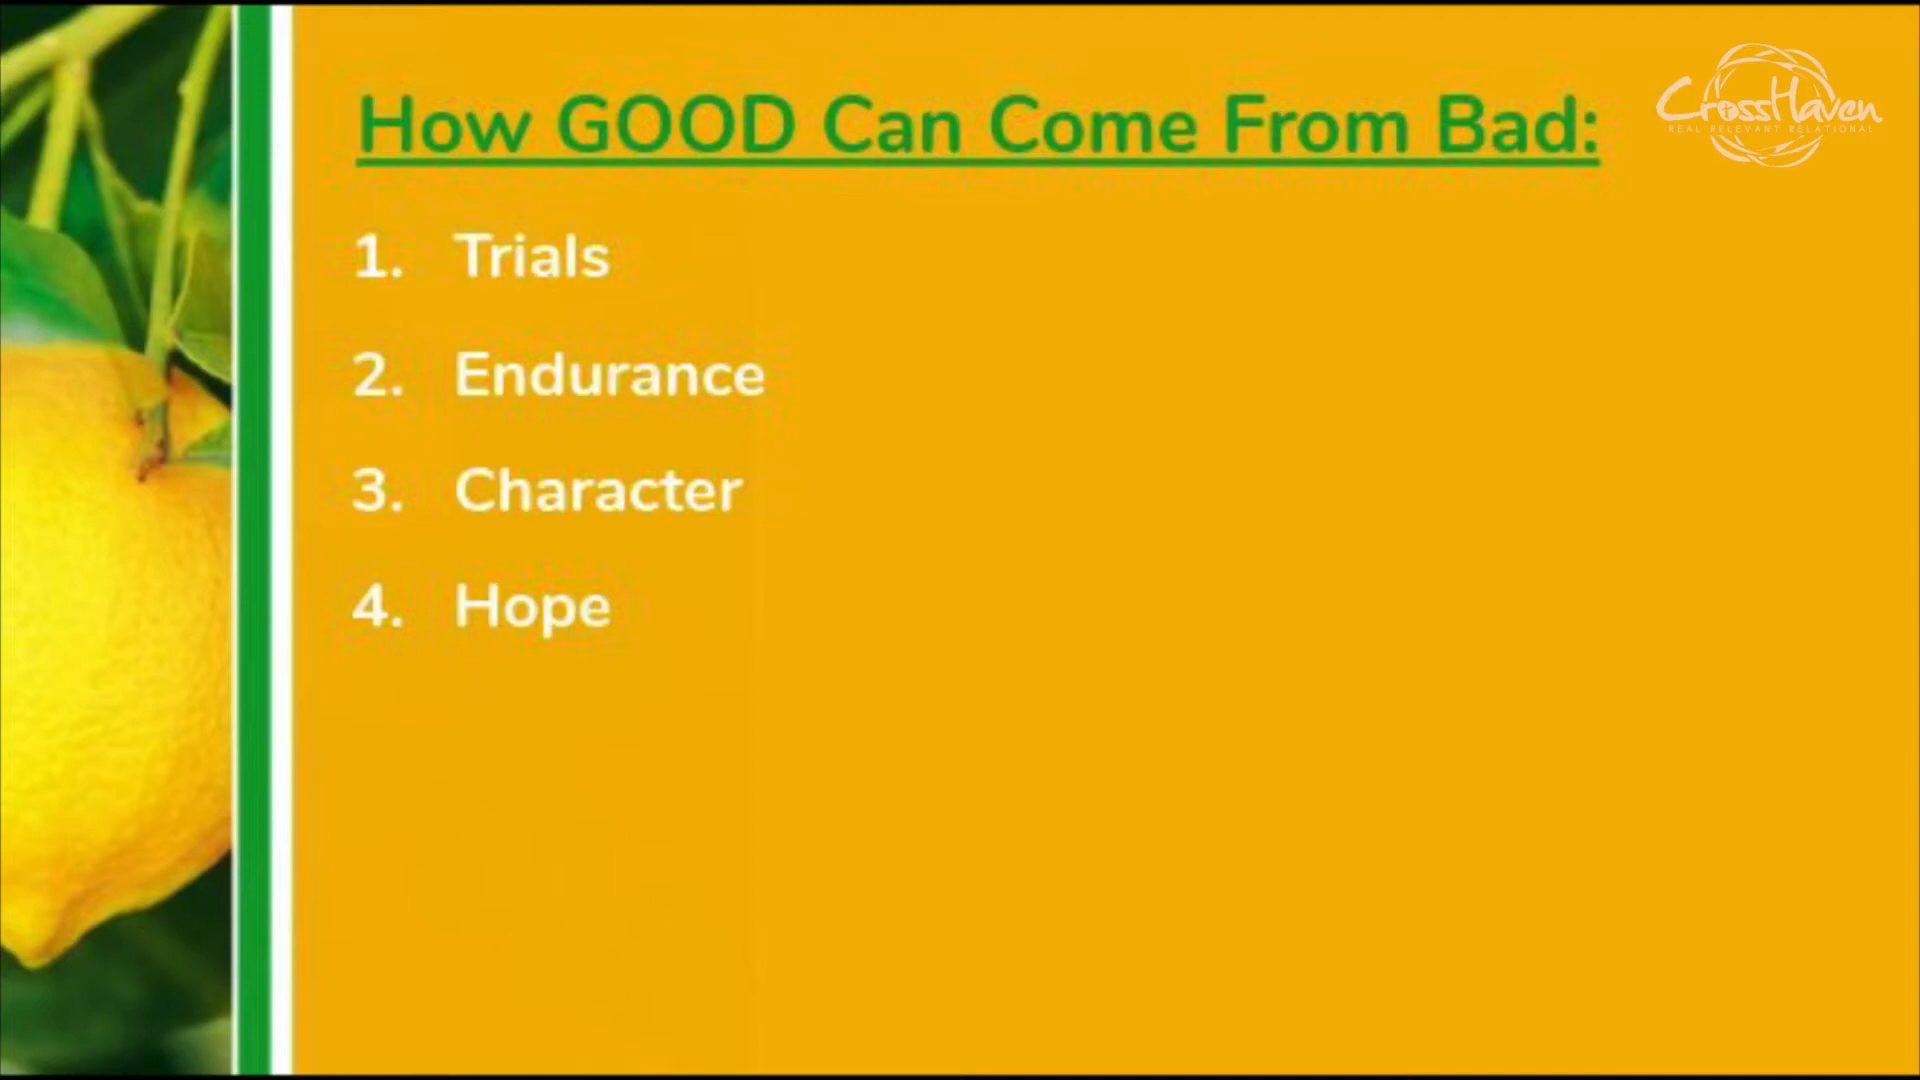 How GOOD Can Come From Bad:
CrossHaven
REAL RELEVANT RELATIONAL
1. Trials
2. Endurance
3. Character
4. Hope